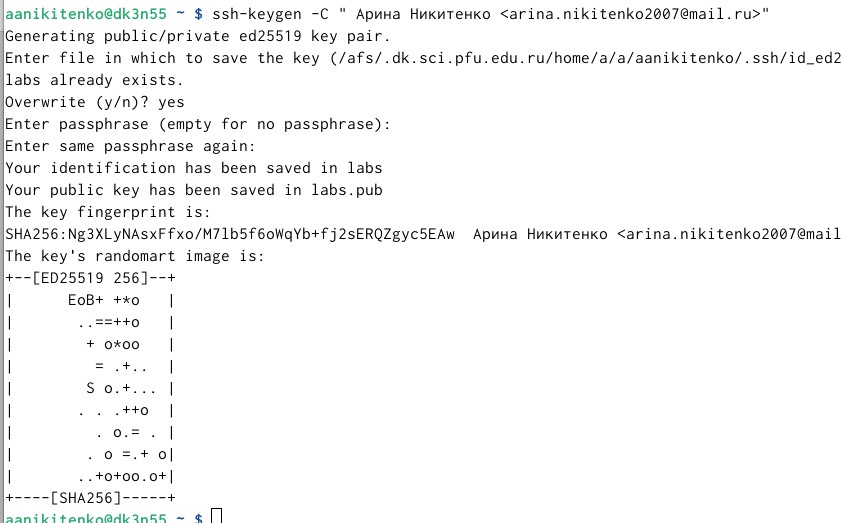 aanikitenko@dk3n55 ~ $ ssh-keygen -C " Арина Никитенко <arina.nikitenko2007@mail.ru>"
Generating public/private ed25519 key pair.
Enter file in which to save the key (/afs/.dk.sci.pfu.edu.ru/home/a/a/aanikitenko/.ssh/id_ed2
labs already exists.
Overwrite (y/n)? yes
Enter passphrase (empty for no passphrase):
Enter same passphrase again:
Your identification has been saved in labs
Your public key has been saved in labs.pub
The key fingerprint is:
SHA256:Ng3XLyNAsxFfxo/M7lb5f6oWqYb+fj2sERQZgyc5EAw  Арина Никитенко <arina.nikitenko2007@mail
The key's randomart image is:
+--[ED25519 256]--+
|      EoB+ +*o   |
|       ..==++o   |
|        + o*oo   |
|         = .+..  |
|        S o.+... |
|       . . .++o  |
|         . o.= . |
|        . o =.+ o|
|       ..+o+oo.o+|
+----[SHA256]-----+
aanikitenko@dk3n55 ~ $